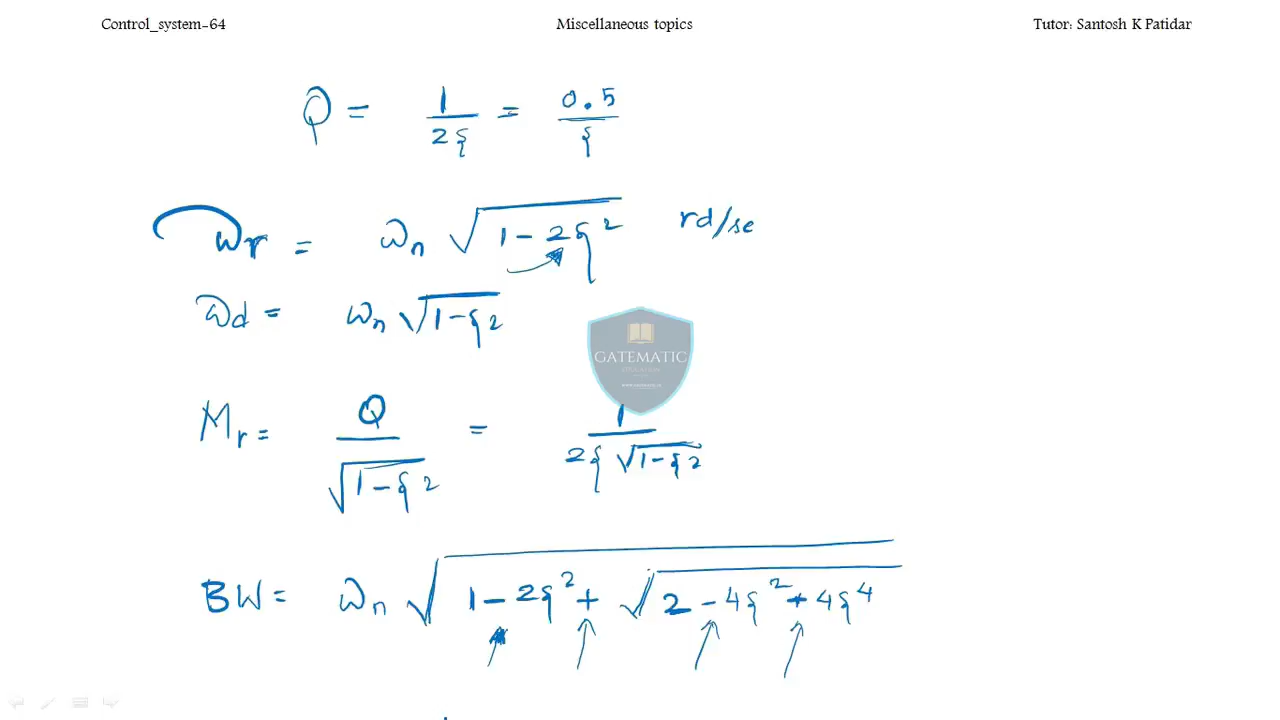 Control_system-64 Miscellaneous topics Tutor: Santosh K Patidar
Q = 1/2ξ = 0.5/ξ
ωr = ωn √(1 - 2ξ²) rd/se
ωd = ωn √(1-ξ²)
GATEMATIC
EDUCATION
Mr = Q/√(1-ξ²) = 1/(2ξ√(1-ξ²))
BW = ωn √(1 - 2ξ² + √(2 - 4ξ² + 4ξ⁴))